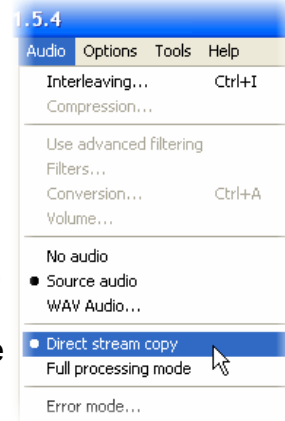 1.5.4
Audio Options Tools Help
Interleaving... Ctrl+I
Compression...
Use advanced filtering
Filters...
Conversion... Ctrl+A
Volume...
No audio
Source audio
WAV Audio...
e Direct stream copy
Full processing mode
Error mode...